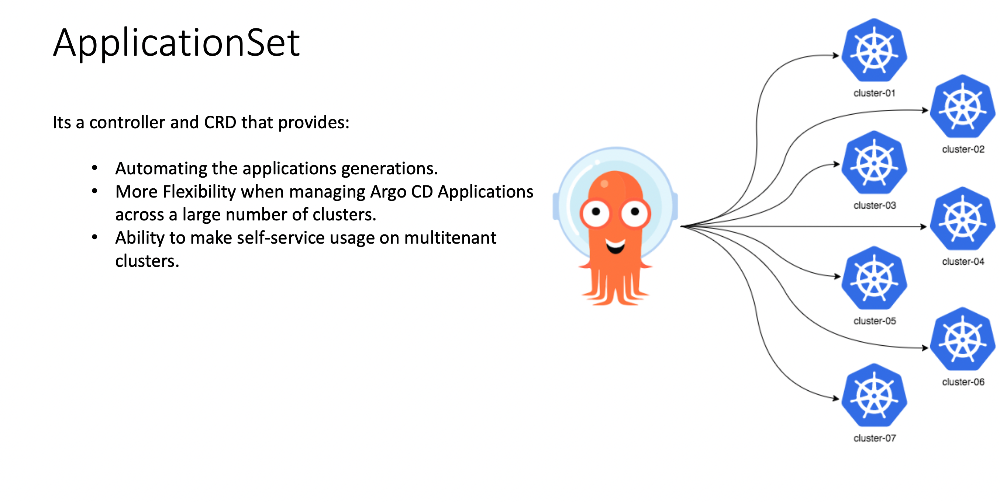 ApplicationSet
Its a controller and CRD that provides:
• Automating the applications generations.
• More Flexibility when managing Argo CD Applications
across a large number of clusters.
• Ability to make self-service usage on multitenant
clusters.
cluster-01
cluster-02
cluster-03
cluster-04
cluster-05
cluster-06
cluster-07